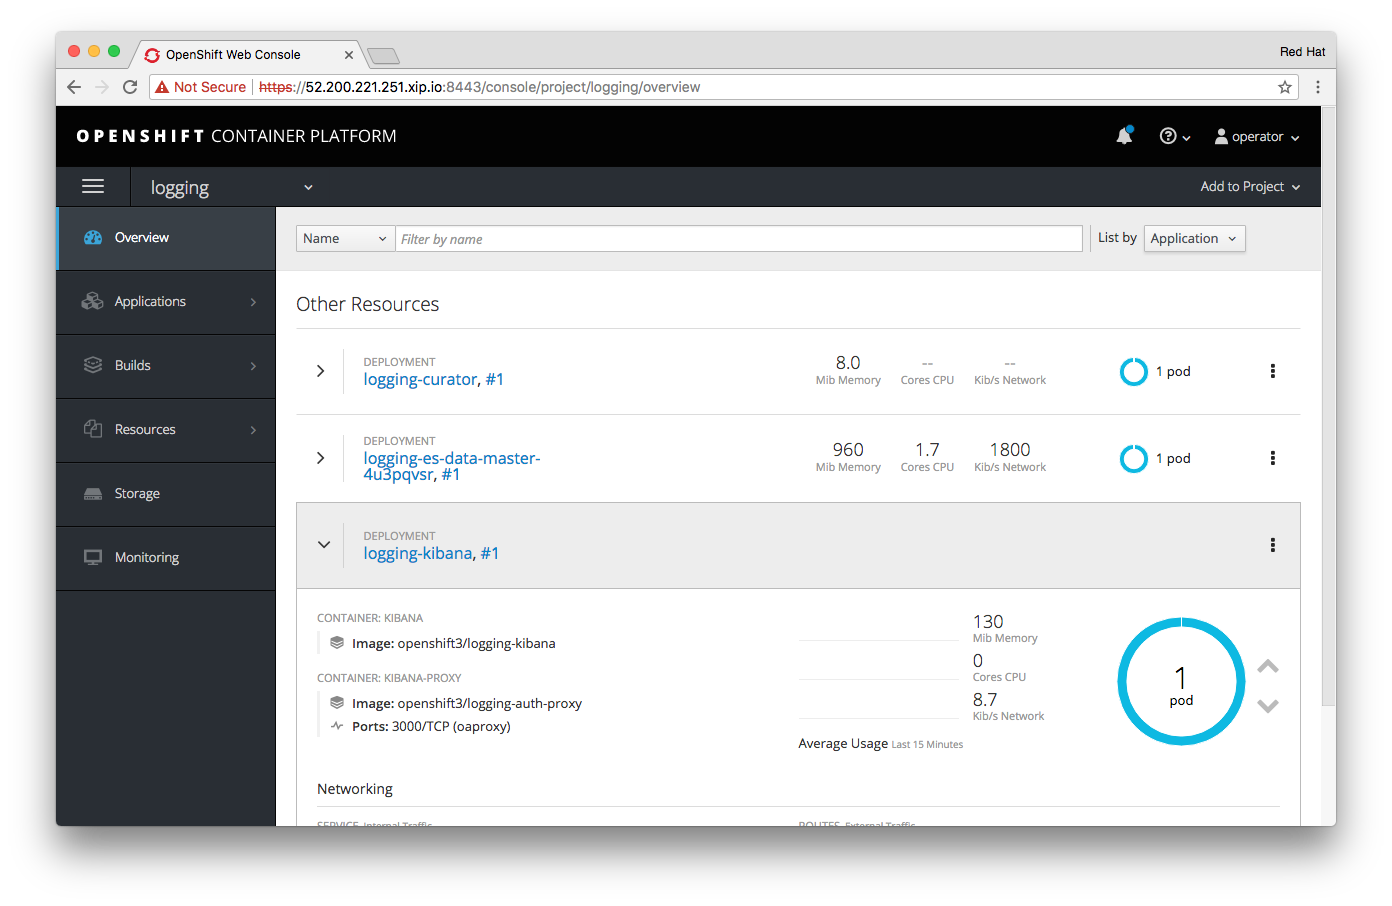 OpenShift Web Console
Red Hat
Not Secure https://52.200.221.251.xip.io:8443/console/project/logging/overview
OPENSHIFT CONTAINER PLATFORM
operator
logging
Add to Project
Overview
Applications
Builds
Resources
Storage
Monitoring
Name
Filter by name
List by
Application
Other Resources
DEPLOYMENT
logging-curator, #1
8.0
Mib Memory
--
Cores CPU
--
Kib/s Network
1 pod
DEPLOYMENT
logging-es-data-master-
4u3pqvsr, #1
960
Mib Memory
1.7
Cores CPU
1800
Kib/s Network
1 pod
DEPLOYMENT
logging-kibana, #1
CONTAINER: KIBANA
Image: openshift3/logging-kibana
CONTAINER: KIBANA-PROXY
Image: openshift3/logging-auth-proxy
Ports: 3000/TCP (oaproxy)
130
Mib Memory
0
Cores CPU
8.7
Kib/s Network
Average Usage Last 15 Minutes
1
pod
Networking
SERVICE Internal Traffic
ROUTES External Traffic